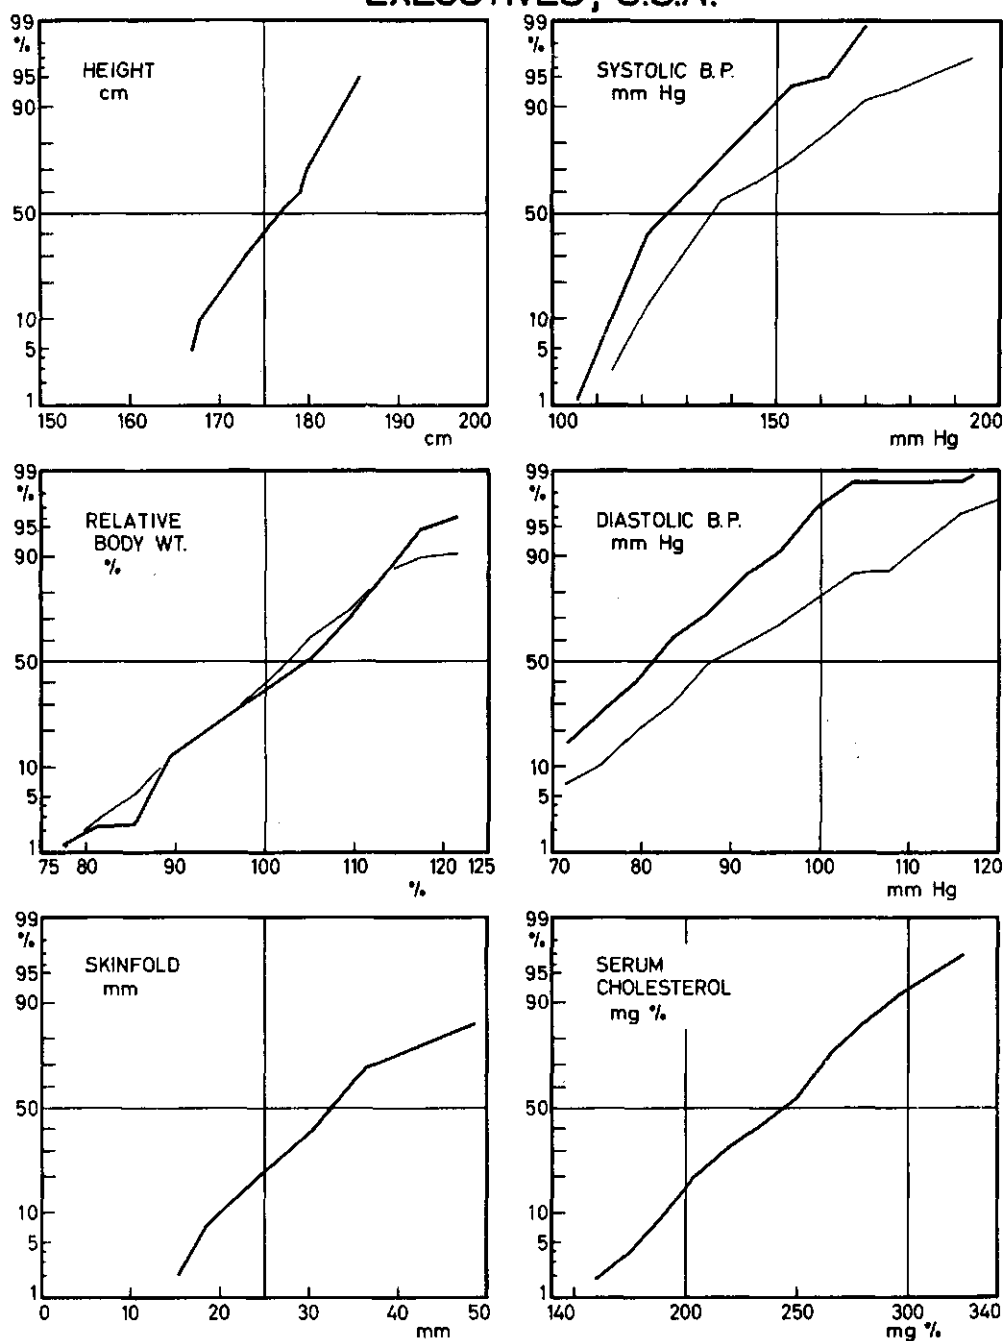 EXECUTIVES, U.S.A.
99
%
95
90
50
10
5
1
HEIGHT
cm
150 160 170 180 190 200
cm
99
%
95
90
50
10
5
1
SYSTOLIC B.P.
mm Hg
100 150 200
mm Hg
99
%
95
90
50
10
5
1
RELATIVE
BODY WT.
%
75 80 90 100 110 120 125
%
99
%
95
90
50
10
5
1
DIASTOLIC B.P.
mm Hg
70 80 90 100 110 120
mm Hg
99
%
95
90
50
10
5
1
SKINFOLD
mm
0 10 20 30 40 50
mm
99
%
95
90
50
10
5
1
SERUM
CHOLESTEROL
mg %
140 200 250 300 340
mg %